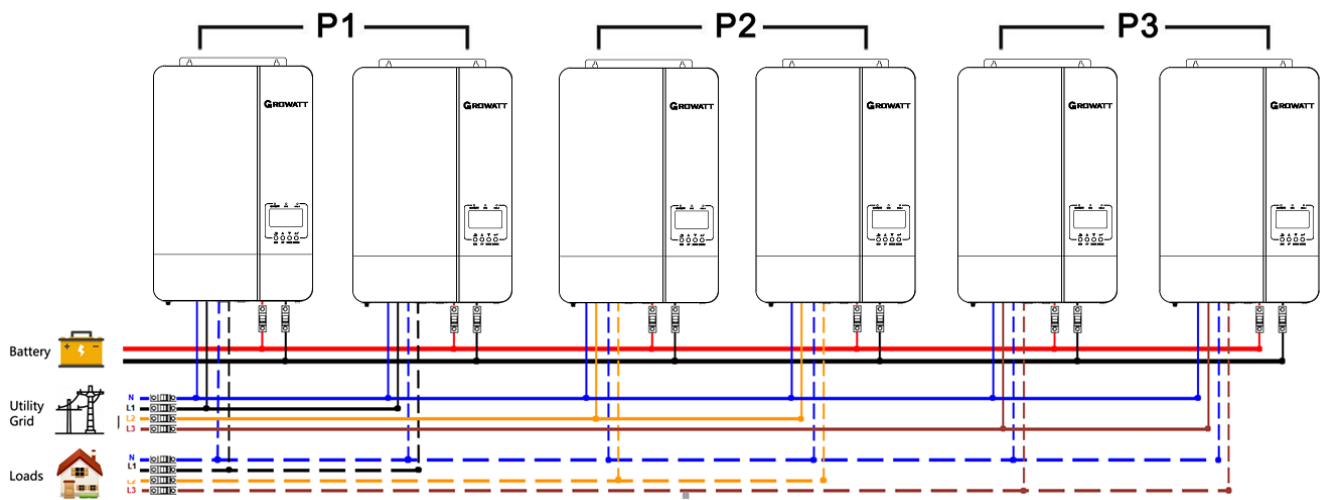 P1 P2 P3
GROWATT GROWATT GROWATT GROWATT GROWATT GROWATT
Battery
Utility
Grid
N
L1
L2
L3
Loads
N
L1
L2
L3